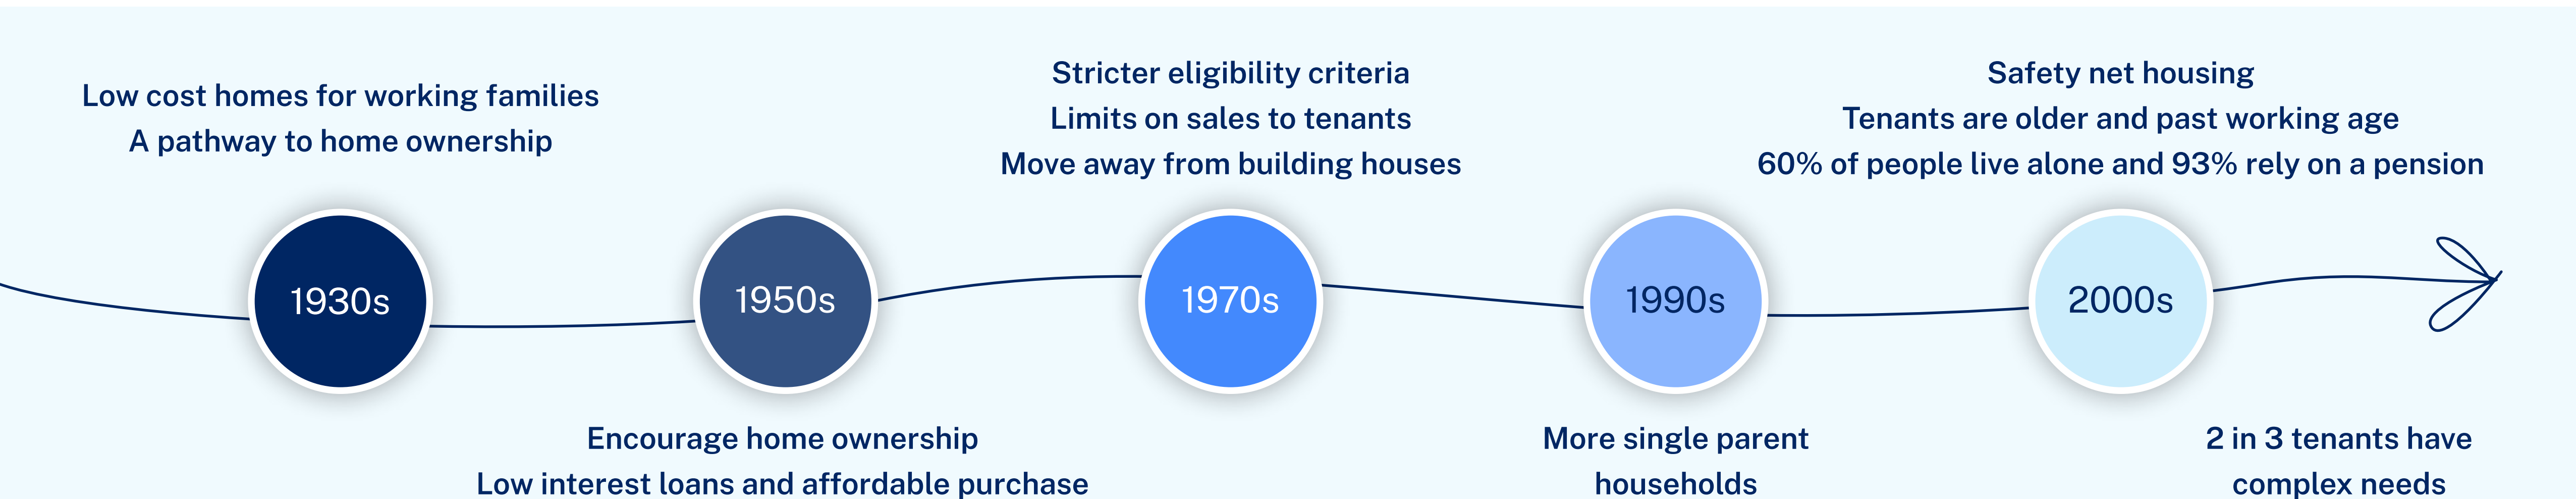 Low cost homes for working families
A pathway to home ownership
1930s
1950s
Encourage home ownership
Low interest loans and affordable purchase
Stricter eligibility criteria
Limits on sales to tenants
Move away from building houses
1970s
1990s
More single parent
households
Safety net housing
Tenants are older and past working age
60% of people live alone and 93% rely on a pension
2000s
2 in 3 tenants have
complex needs